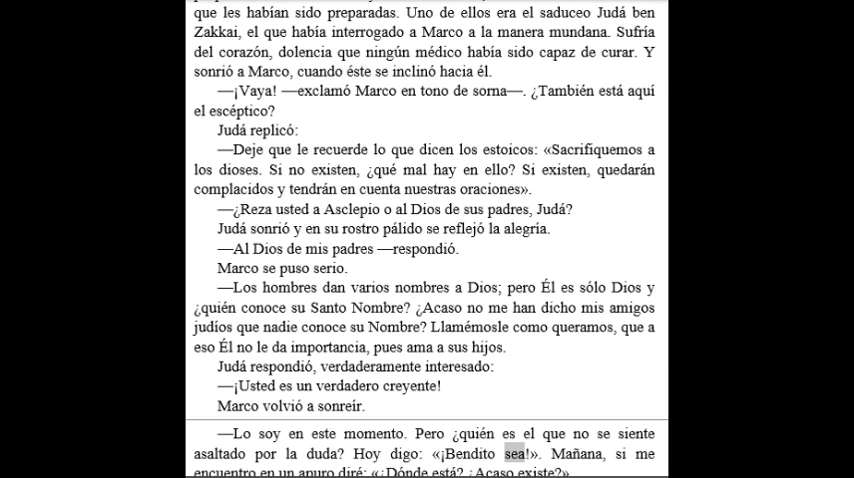 que les habían sido preparadas. Uno de ellos era el saduceo Judá ben
Zakkai, el que había interrogado a Marco a la manera mundana. Sufría
del corazón, dolencia que ningún médico había sido capaz de curar. Y
sonrió a Marco, cuando éste se inclinó hacia él.
—¡Vaya! —exclamó Marco en tono de sorna—. ¿También está aquí
el escéptico?
Judá replicó:
—Deje que le recuerde lo que dicen los estoicos: «Sacrifiquemos a
los dioses. Si no existen, ¿qué mal hay en ello? Si existen, quedarán
complacidos y tendrán en cuenta nuestras oraciones».
—¿Reza usted a Asclepio o al Dios de sus padres, Judá?
Judá sonrió y en su rostro pálido se reflejó la alegría.
—Al Dios de mis padres —respondió.
Marco se puso serio.
—Los hombres dan varios nombres a Dios; pero Él es sólo Dios y
¿quién conoce su Santo Nombre? ¿Acaso no me han dicho mis amigos
judíos que nadie conoce su Nombre? Llamémosle como queramos, que a
eso Él no le da importancia, pues ama a sus hijos.
Judá respondió, verdaderamente interesado:
—¡Usted es un verdadero creyente!
Marco volvió a sonreír.
—Lo soy en este momento. Pero ¿quién es el que no se siente
asaltado por la duda? Hoy digo: «¡Bendito sea!». Mañana, si me
encuentro en un apuro diré: «¿Dónde está? ¿Acaso existe?»